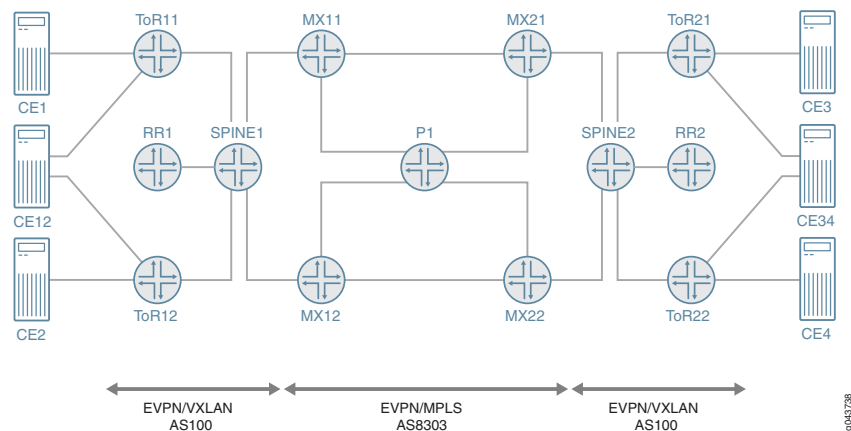 ToR11
MX11
MX21
ToR21
CE1
CE3
RR1
SPINE1
P1
SPINE2
RR2
CE12
CE34
ToR12
MX12
MX22
ToR22
CE2
CE4
EVPN/VXLAN
AS100
EVPN/MPLS
AS8303
EVPN/VXLAN
AS100
g043738